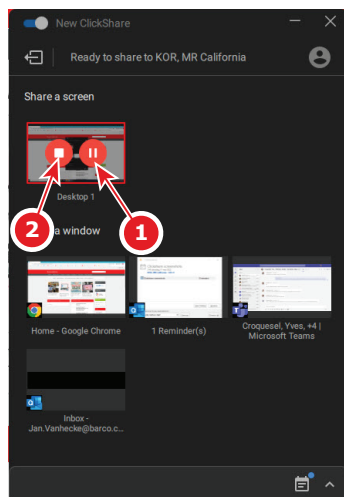 New ClickShare
Ready to share to KOR, MR California
Share a screen
Desktop 1
2
1
a window
Home - Google Chrome
1 Reminder(s)
Croquesel, Yves, +4 |
Microsoft Teams
Inbox -
Jan.Vanhecke@barco.c...